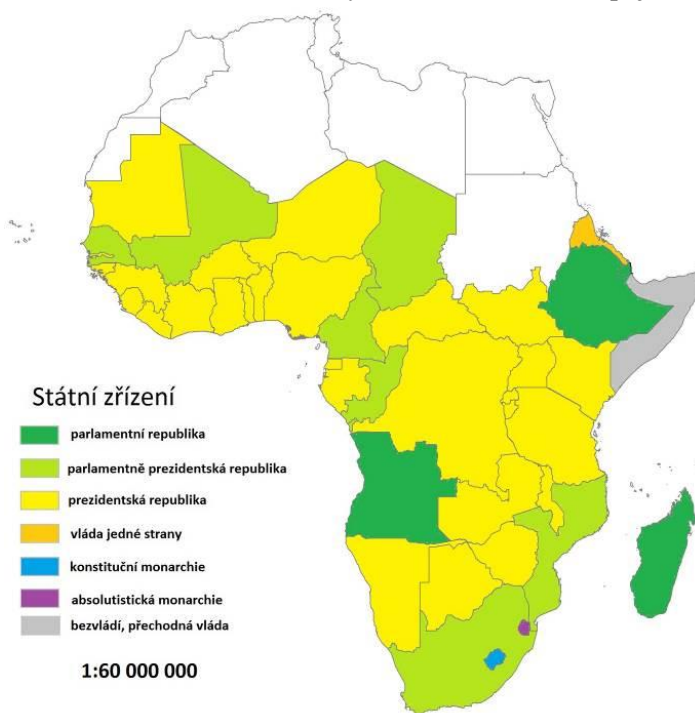 Státní zřízení
parlamentní republika
parlamentně prezidentská republika
prezidentská republika
vláda jedné strany
konstituční monarchie
absolutistická monarchie
bezvládí, přechodná vláda
1:60 000 000